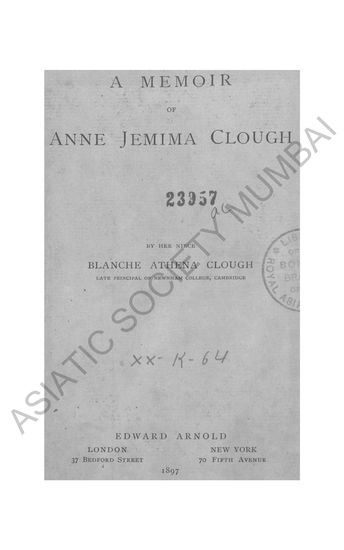 A MEMOIR
OF
ANNE JEMIMA CLOUGH
23957
BY HER NIECE
BLANCHE ATHENA CLOUGH
LATE PRINCIPAL OF NEWNHAM COLLEGE, CAMBRIDGE
XX-K-64
EDWARD ARNOLD
LONDON NEW YORK
37 BEDFORD STREET 70 FIFTH AVENUE
1897
ASIATIC SOCIETY MUMBAI